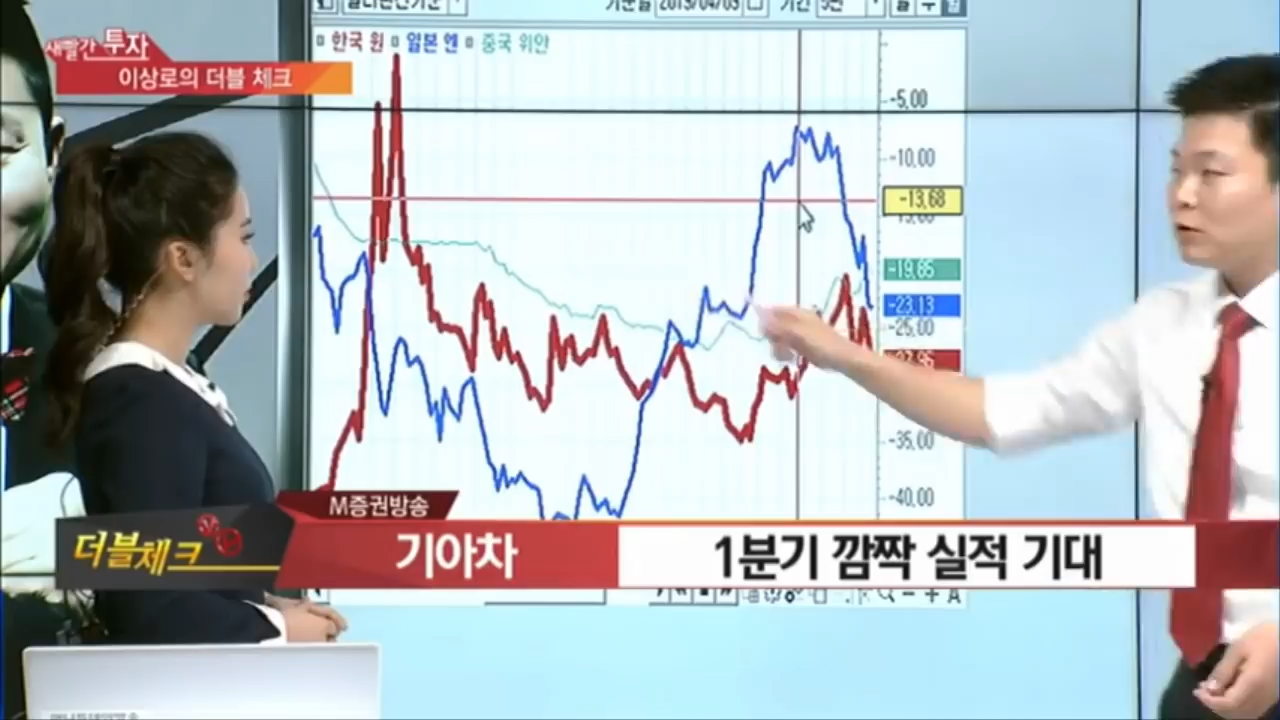 새빨간 투자
이상로의 더블 체크
한국 원 일본 엔 중국 위안
-5,00
-10,00
-13,68
-19,85
-23,13
-25,00
-35,00
-40,00
M증권방송
더블체크
기아차
1분기 깜짝 실적 기대